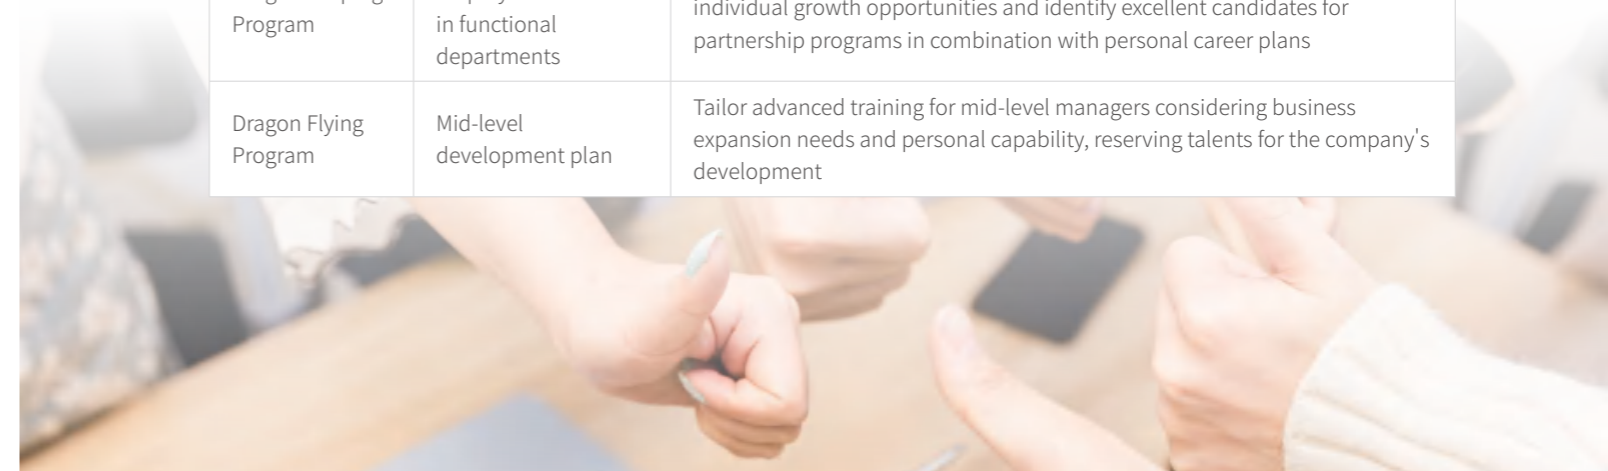 Program
in functional
departments
individual growth opportunities and identify excellent candidates for
partnership programs in combination with personal career plans
Dragon Flying
Program
Mid-level
development plan
Tailor advanced training for mid-level managers considering business
expansion needs and personal capability, reserving talents for the company's
development